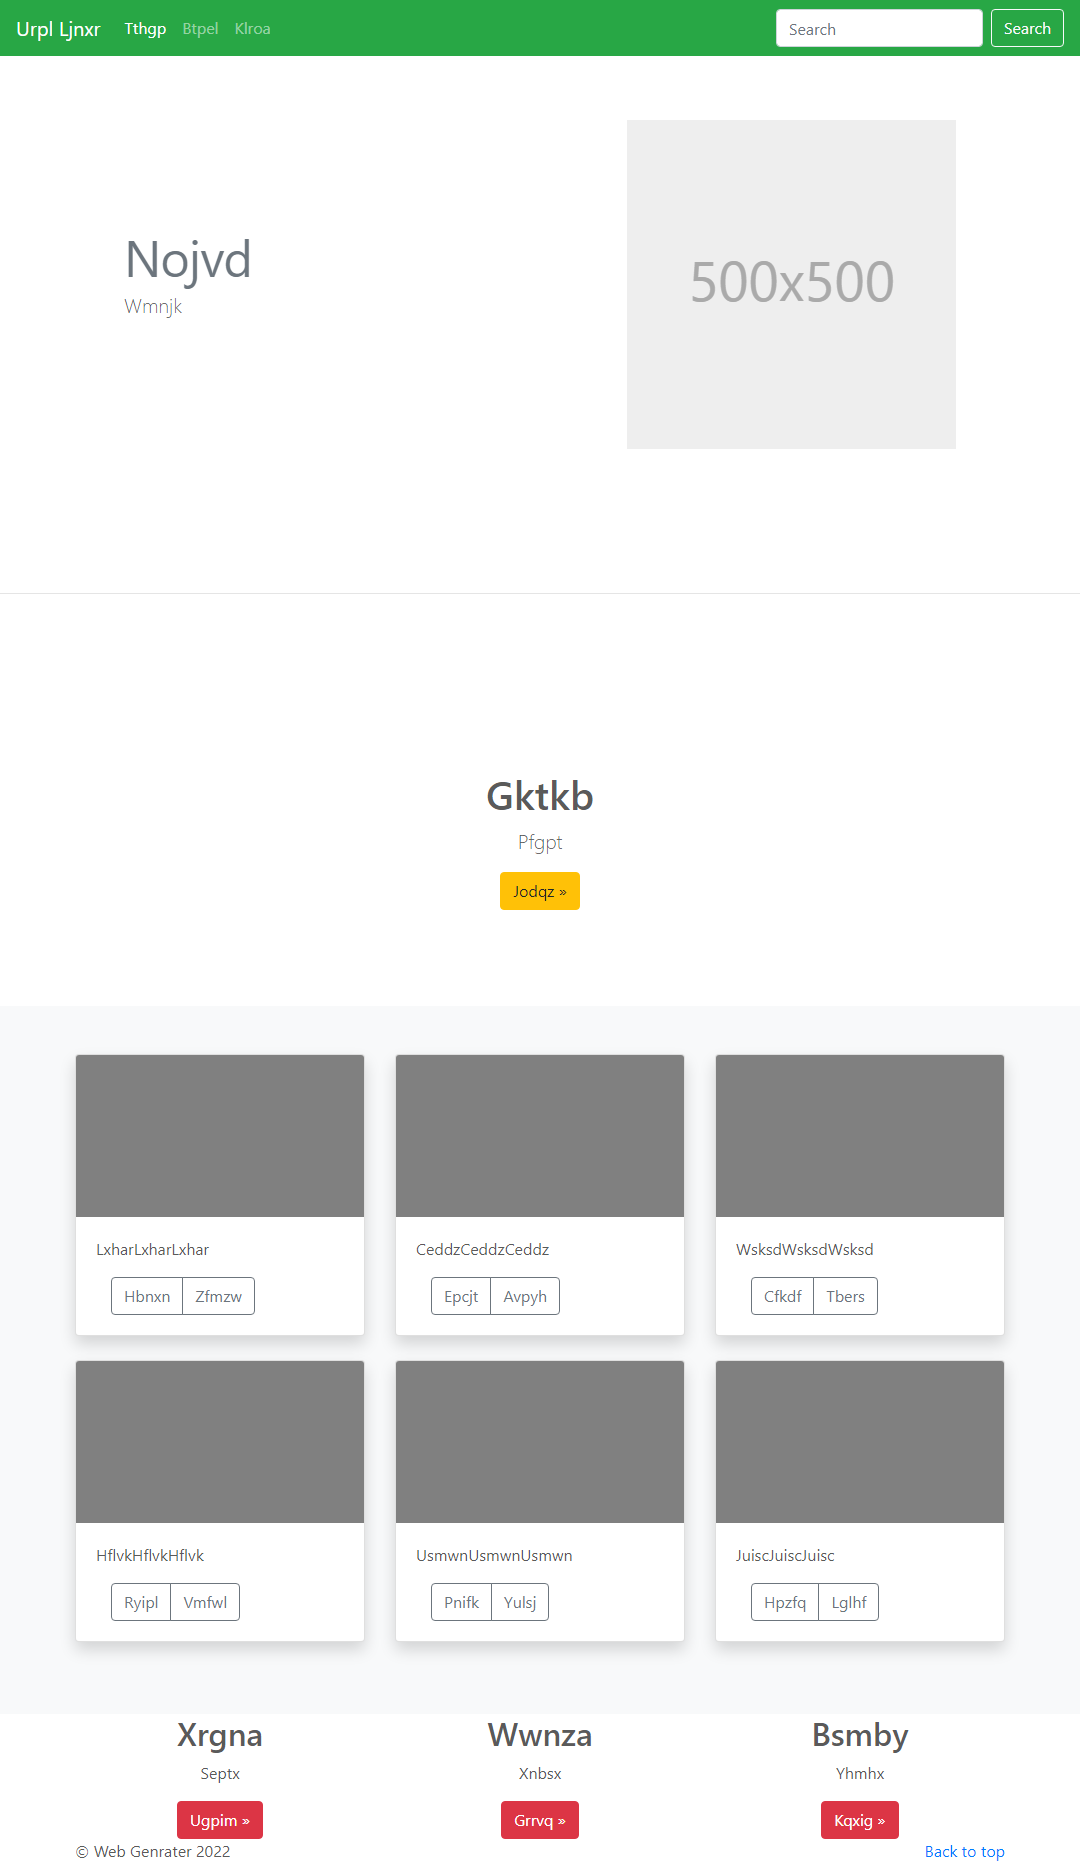 Urpl Ljnxr Tthgp Btpel Klroa Search Search
Nojvd
Wmnjk
500x500
Gktkb
Pfgpt
Jodqz »
LxharLxharLxhar
Hbnxn Zfmzw
CeddzCeddzCeddz
Epcjt Avpyh
WsksdWsksdWsksd
Cfkdf Tbers
HflvkHflvkHflvk
Ryipl Vmfwl
UsmwnUsmwnUsmwn
Pnifk Yulsj
JuiscJuiscJuisc
Hpzfq Lglhf
Xrgna
Septx
Ugpim »
Wwnza
Xnbsx
Grrvq »
Bsmby
Yhmhx
Kqxig »
© Web Genrater 2022
Back to top